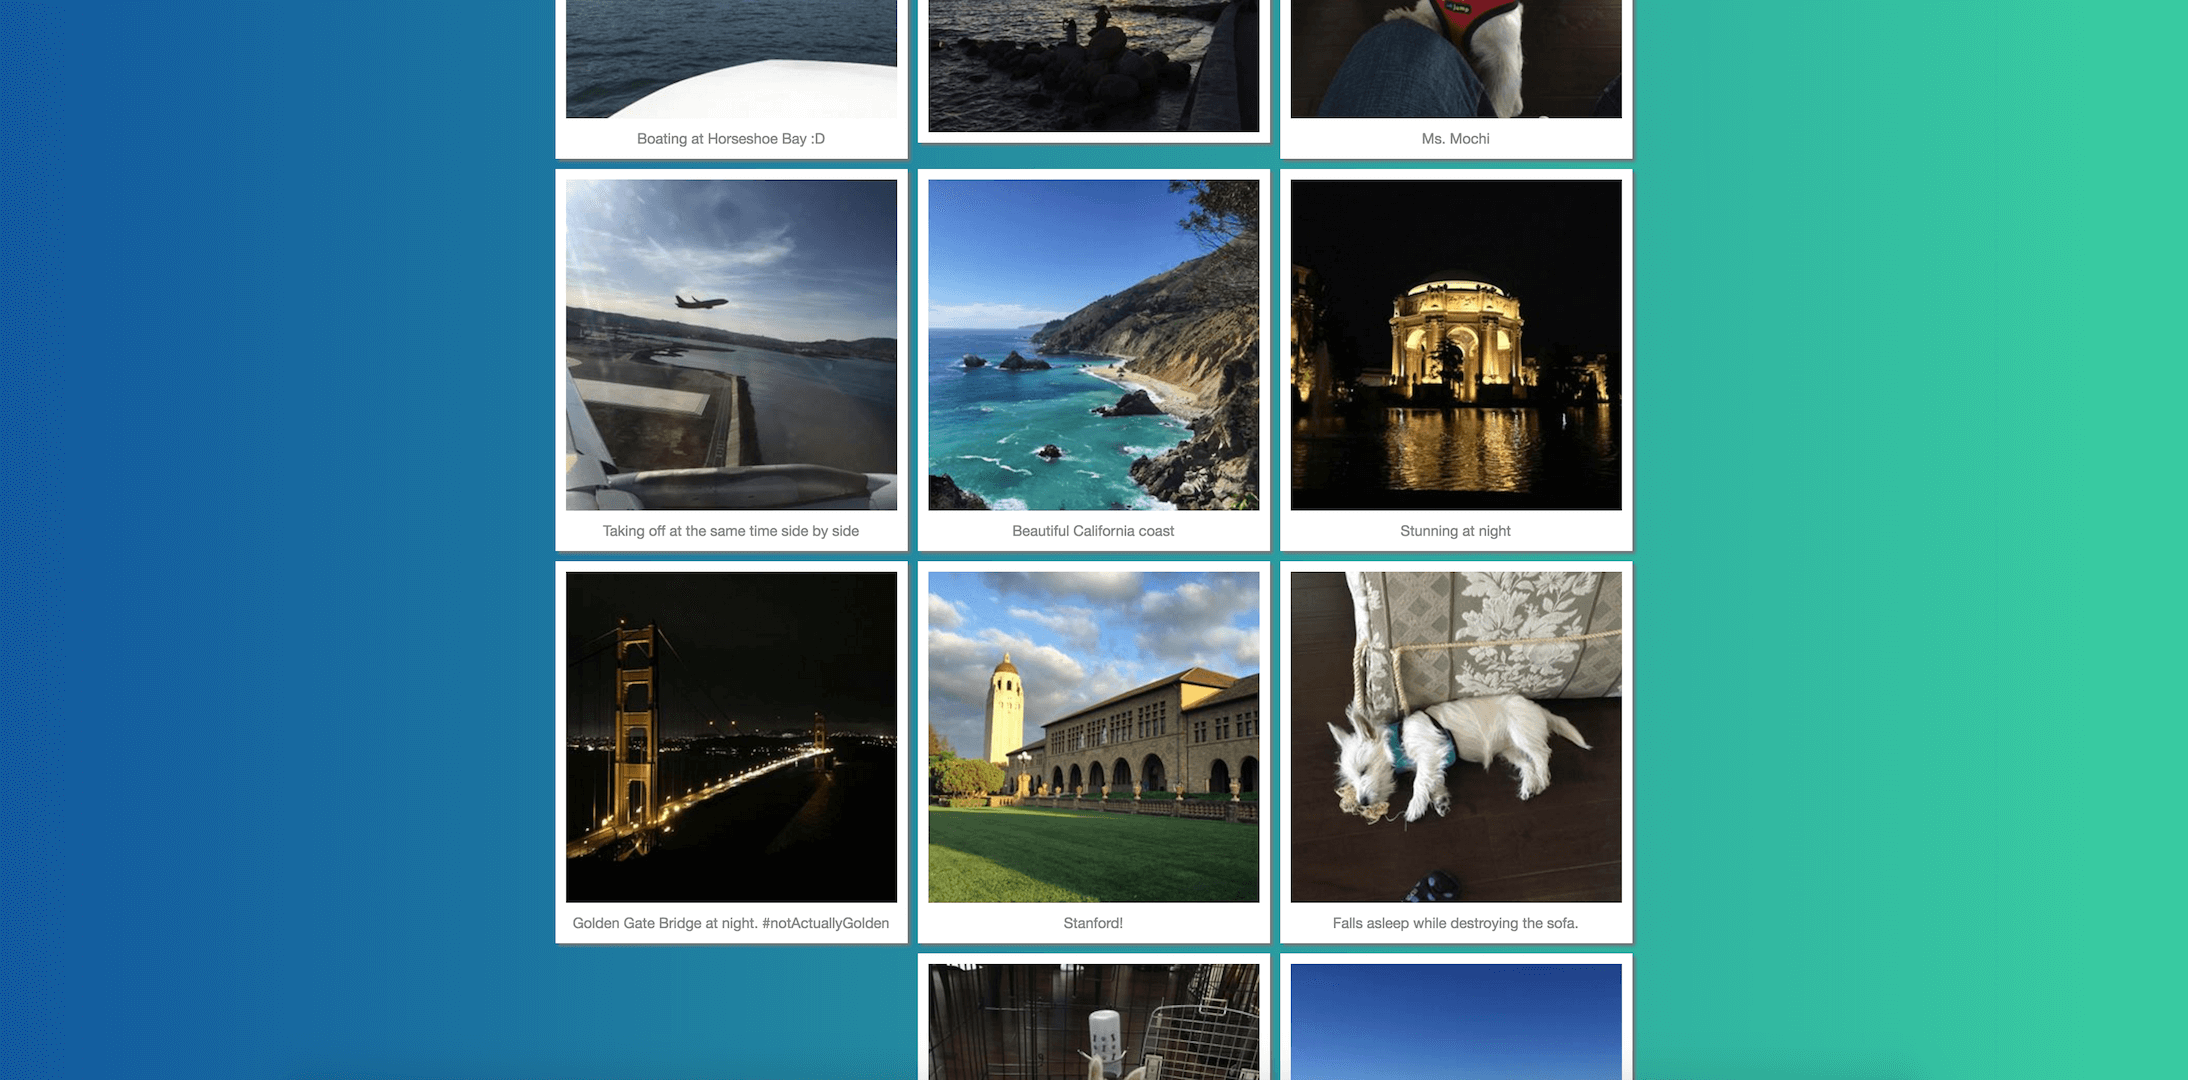 Jump
Boating at Horseshoe Bay :D
Ms. Mochi
Taking off at the same time side by side
Beautiful California coast
Stunning at night
Golden Gate Bridge at night. #notActuallyGolden
Stanford!
Falls asleep while destroying the sofa.